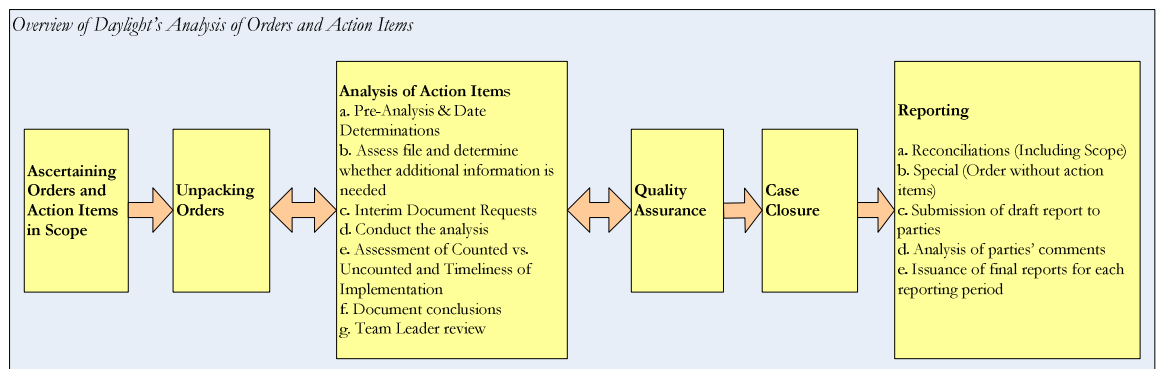 Overview of Daylight's Analysis of Orders and Action Items
Ascertaining
Orders and
Action Items
in Scope
Unpacking
Orders
Analysis of Action Items
a. Pre-Analysis & Date
Determinations
b. Assess file and determine
whether additional information is
needed
c. Interim Document Requests
d. Conduct the analysis
e. Assessment of Counted vs.
Uncounted and Timeliness of
Implementation
f. Document conclusions
g. Team Leader review
Quality
Assurance
Case
Closure
Reporting
a. Reconciliations (Including Scope)
b. Special (Order without action
items)
c. Submission of draft report to
parties
d. Analysis of parties' comments
e. Issuance of final reports for each
reporting period